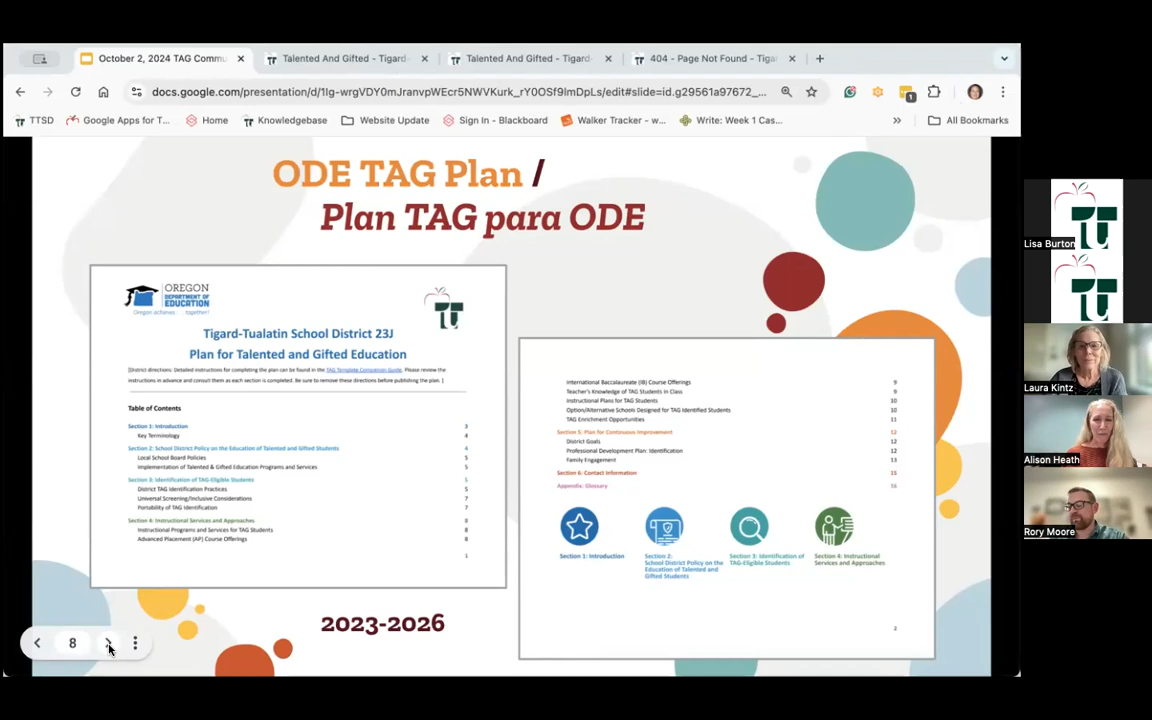 October 2, 2024 TAG Commu
Talented And Gifted - Tigard-
Talented And Gifted - Tigard-
404 - Page Not Found - Tiga
docs.google.com/presentation/d/1Ig-wrgVDY0mJranvpWEcr5NWVKurk_rY0OSf9lmDpLs/edit#slide=id.g29561a97672_...
TTSD
Google Apps for T...
Home
Knowledgebase
Website Update
Sign In - Blackboard
Walker Tracker - w...
Write: Week 1 Cas...
»
All Bookmarks
ODE TAG Plan /
Plan TAG para ODE
OREGON
DEPARTMENT OF
EDUCATION
Oregon achieves . . . together!
Tigard-Tualatin School District 23J
Plan for Talented and Gifted Education
[District directions: Detailed instructions for completing the plan can be found in the TAG Template Companion Guide. Please review the
instructions in advance and consult them as each section is completed. Be sure to remove these directions before publishing the plan. ]
Table of Contents
Section 1: Introduction 3
Key Terminology 4
Section 2: School District Policy on the Education of Talented and Gifted Students 4
Local School Board Policies 5
Implementation of Talented & Gifted Education Programs and Services 5
Section 3: Identification of TAG-Eligible Students 5
District TAG Identification Practices 5
Universal Screening/Inclusive Considerations 7
Portability of TAG Identification 7
Section 4: Instructional Services and Approaches 8
Instructional Programs and Services for TAG Students 8
Advanced Placement (AP) Course Offerings 8
1
International Baccalaureate (IB) Course Offerings 9
Teacher's Knowledge of TAG Students in Class 9
Instructional Plans for TAG Students 10
Option/Alternative Schools Designed for TAG Identified Students 10
TAG Enrichment Opportunities 11
Section 5: Plan for Continuous Improvement 12
District Goals 12
Professional Development Plan: Identification 12
Family Engagement 13
Section 6: Contact Information 15
Appendix: Glossary 16
Section 1: Introduction
Section 2:
School District Policy on the
Education of Talented and
Gifted Students
Section 3: Identification of
TAG-Eligible Students
Section 4: Instructional
Services and Approaches
2
2023-2026
8
Lisa Burton
Laura Kintz
Alison Heath
Rory Moore